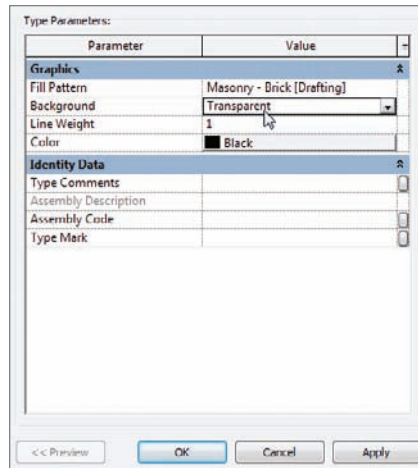 Type Parameters:
Parameter Value =
Graphics
Fill Pattern Masonry - Brick [Drafting]
Background Transparent
Line Weight 1
Color Black
Identity Data
Type Comments
Assembly Description
Assembly Code
Type Mark
<< Preview OK Cancel Apply